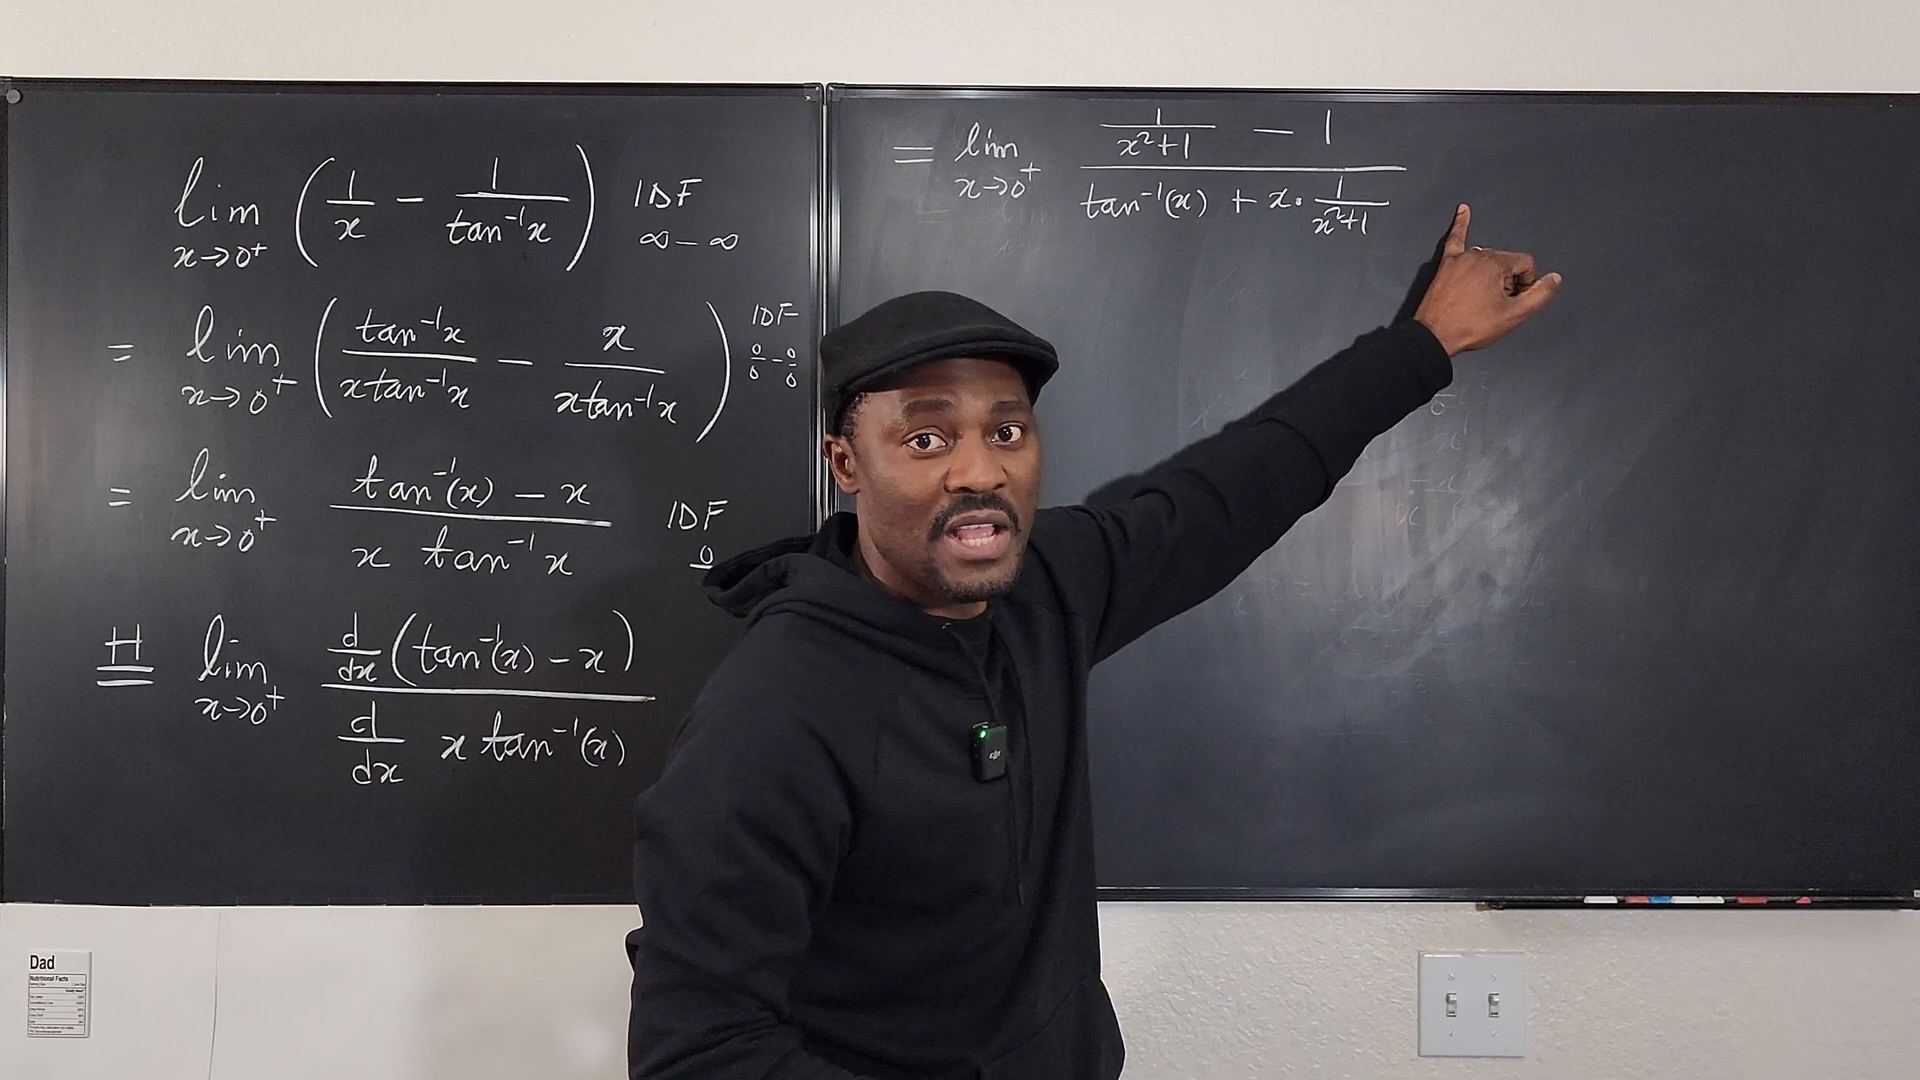 lim x→0⁺ (1/x − 1/tan⁻¹x) IDF ∞ − ∞
= lim x→0⁺ (tan⁻¹x / xtan⁻¹x − x / xtan⁻¹x) IDF 0/0 − 0/0
= lim x→0⁺ (tan⁻¹(x) − x) / (x tan⁻¹x) IDF 0
H= lim x→0⁺ (d/dx (tan⁻¹(x) − x)) / (d/dx x tan⁻¹(x))
= lim x→0⁺ (1/(x²+1) − 1) / (tan⁻¹(x) + x · 1/(x²+1))
Dad
Nutritional Facts